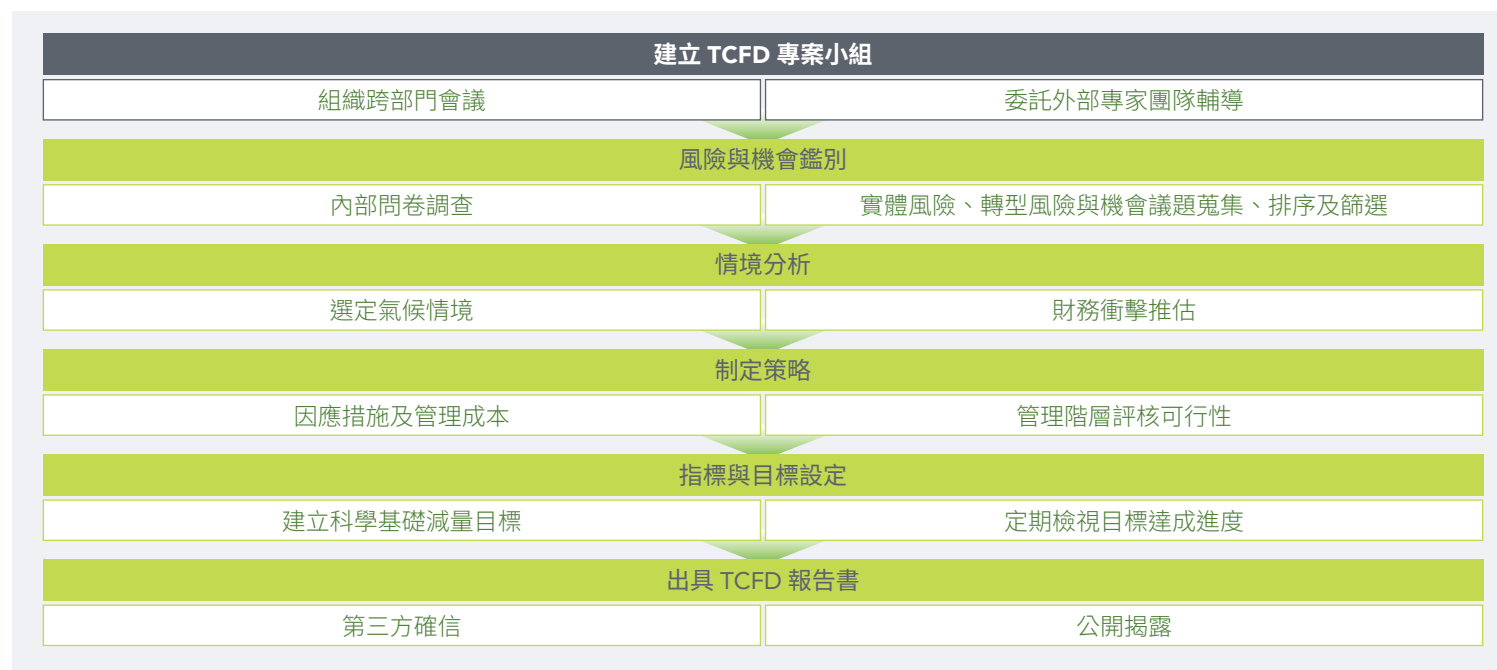 建立 TCFD 專案小組
組織跨部門會議
委託外部專家團隊輔導
風險與機會鑑別
內部問卷調查
實體風險、轉型風險與機會議題蒐集、排序及篩選
情境分析
選定氣候情境
財務衝擊推估
制定策略
因應措施及管理成本
管理階層評核可行性
指標與目標設定
建立科學基礎減量目標
定期檢視目標達成進度
出具 TCFD 報告書
第三方確信
公開揭露